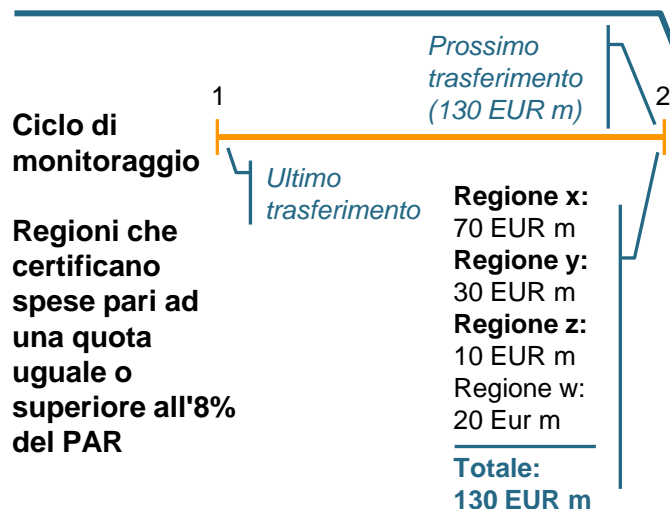 Prossimo
trasferimento
(130 EUR m)
1
2
Ciclo di
monitoraggio
Ultimo
trasferimento
Regioni che
certificano
spese pari ad
una quota
uguale o
superiore all'8%
del PAR
Regione x:
70 EUR m
Regione y:
30 EUR m
Regione z:
10 EUR m
Regione w:
20 Eur m
Totale:
130 EUR m